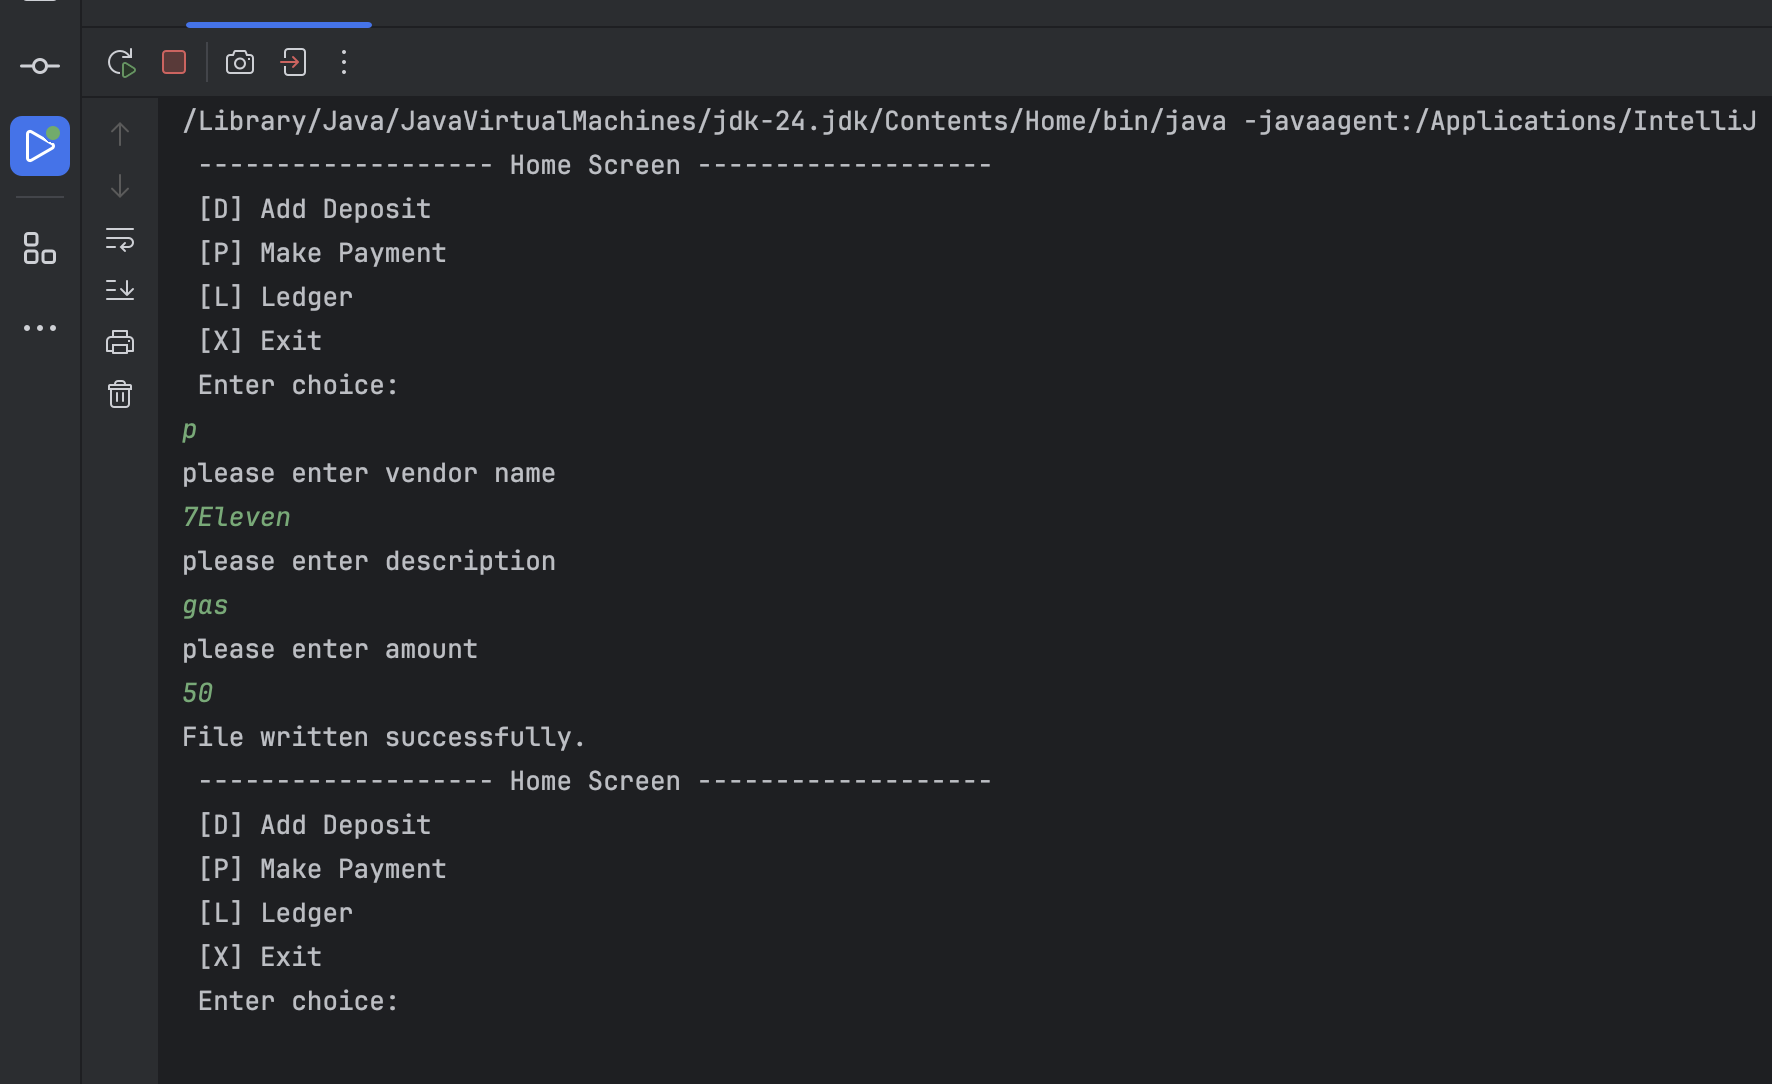 /Library/Java/JavaVirtualMachines/jdk-24.jdk/Contents/Home/bin/java -javaagent:/Applications/IntelliJ
------------------- Home Screen -------------------
[D] Add Deposit
[P] Make Payment
[L] Ledger
[X] Exit
Enter choice:
p
please enter vendor name
7Eleven
please enter description
gas
please enter amount
50
File written successfully.
------------------- Home Screen -------------------
[D] Add Deposit
[P] Make Payment
[L] Ledger
[X] Exit
Enter choice: